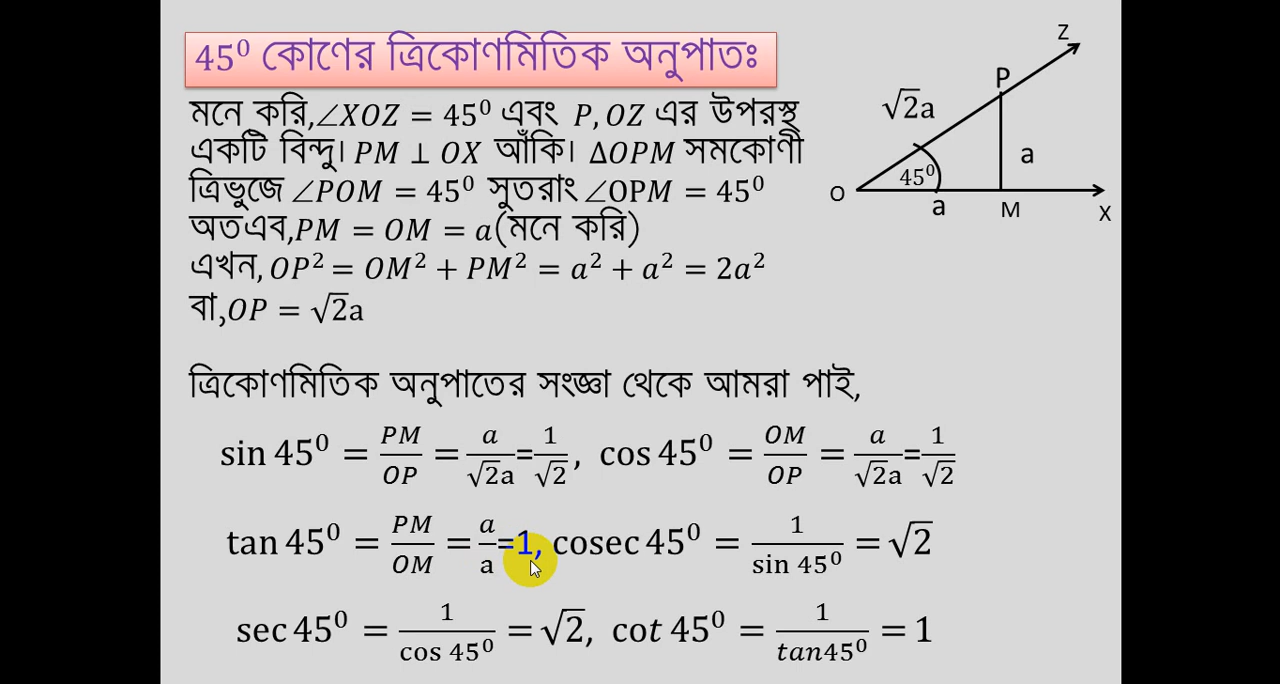 45⁰ কোণের ত্রিকোণমিতিক অনুপাতঃ
মনে করি,∠XOZ = 45⁰ এবং P, OZ এর উপরস্থ
একটি বিন্দু। PM ⊥ OX আঁকি। ΔOPM সমকোণী
ত্রিভুজে ∠POM = 45⁰ সুতরাং ∠OPM = 45⁰
অতএব,PM = OM = a(মনে করি)
এখন, OP² = OM² + PM² = a² + a² = 2a²
বা,OP = √2a
Z
P
√2a
a
45⁰
O
a
M
X
ত্রিকোণমিতিক অনুপাতের সংজ্ঞা থেকে আমরা পাই,
sin 45⁰ = PM/OP = a/√2a=1/√2, cos 45⁰ = OM/OP = a/√2a=1/√2
tan 45⁰ = PM/OM = a/a=1, cosec 45⁰ = 1/sin 45⁰ = √2
sec 45⁰ = 1/cos 45⁰ = √2, cot 45⁰ = 1/tan45⁰ = 1